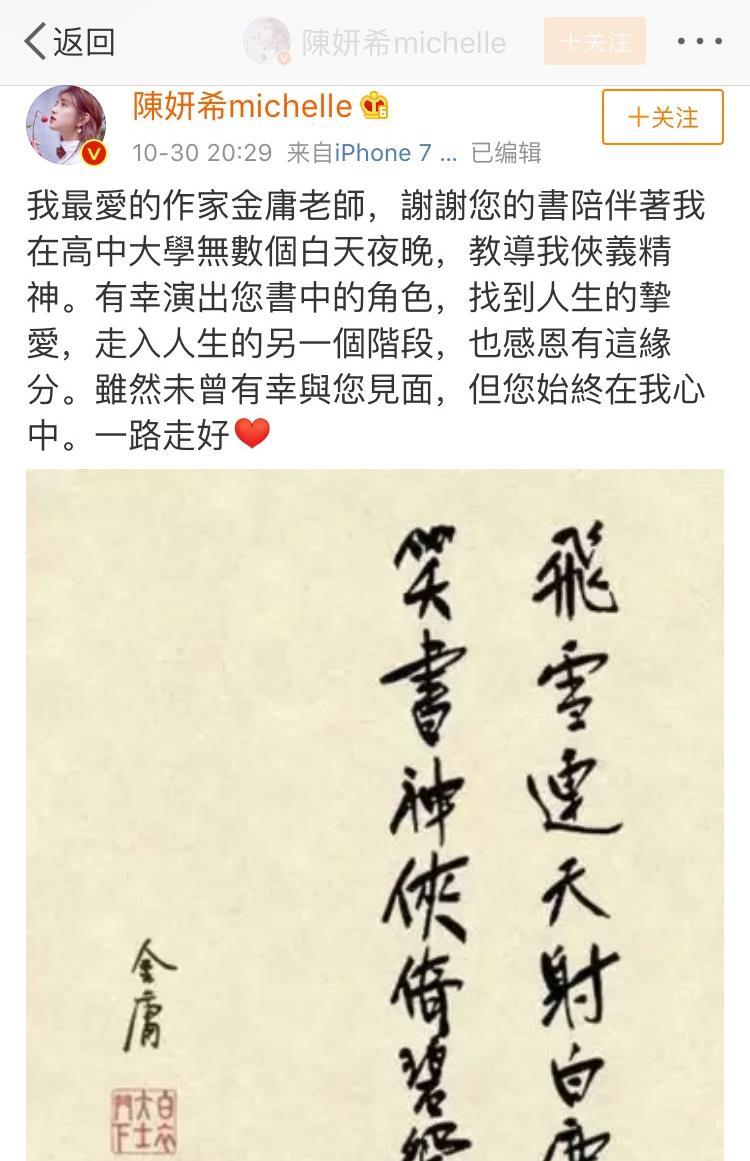 返回
陳妍希michelle
+关注
陳妍希michelle
+关注
10-30 20:29 来自iPhone 7 ... 已编辑
我最愛的作家金庸老師，謝謝您的書陪伴著我
在高中大學無數個白天夜晚，教導我俠義精
神。有幸演出您書中的角色，找到人生的摯
愛，走入人生的另一個階段，也感恩有這緣
分。雖然未曾有幸與您見面，但您始終在我心
中。一路走好❤️
飛雪連天射白鹿
笑書神俠倚碧鴛
金庸